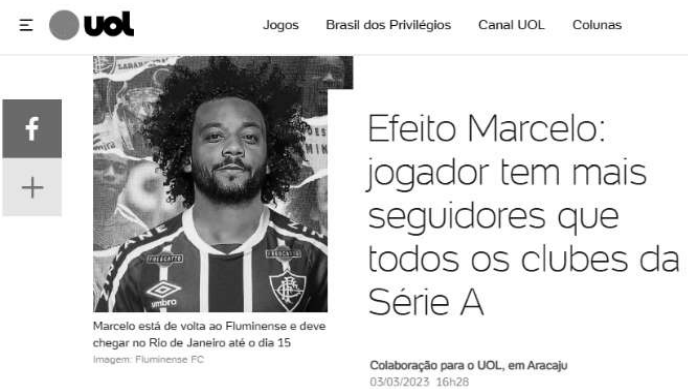 uol Jogos Brasil dos Privilégios Canal UOL Colunas
f
+
umbro
Marcelo está de volta ao Fluminense e deve
chegar no Rio de Janeiro até o dia 15
Imagem: Fluminense FC
Efeito Marcelo:
jogador tem mais
seguidores que
todos os clubes da
Série A
Colaboração para o UOL, em Aracaju
03/03/2023 16h28